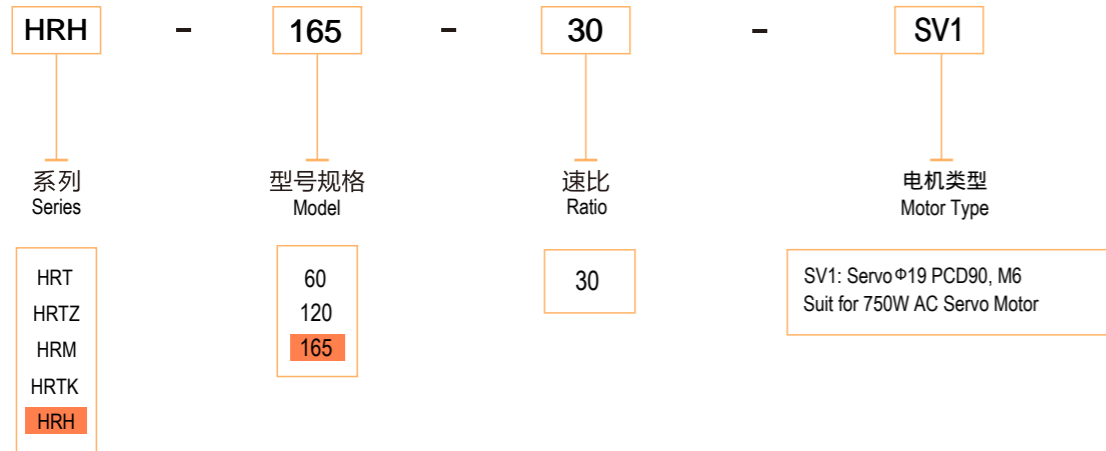 HRH - 165 - 30 - SV1
系列
Series
型号规格
Model
速比
Ratio
电机类型
Motor Type
HRT
HRTZ
HRM
HRTK
HRH
60
120
165
30
SV1: Servo Φ19 PCD90, M6
Suit for 750W AC Servo Motor